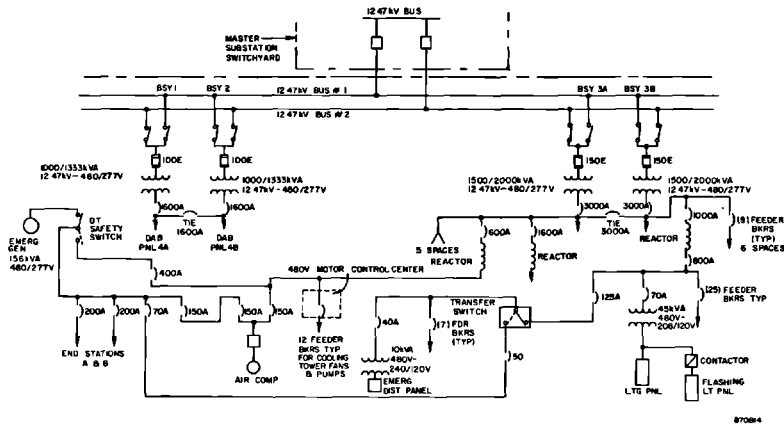 12.47kV BUS
MASTER
SUBSTATION
SWITCHYARD
BSY 1
BSY 2
12.47kV BUS #1
BSY 3A
BSY 3B
12.47kV BUS #2
100E
100E
150E
150E
1000/1333kVA
12.47kV-480/277V
1000/1333kVA
12.47kV-480/277V
1500/2000kVA
12.47kV-480/277V
1500/2000kVA
12.47kV-480/277V
1600A
1600A
3000A
3000A
TIE
1600A
TIE
3000A
DAB
PNL 4A
DAB
PNL 4B
DT
SAFETY
SWITCH
EMERG
GEN
156kVA
480/277V
5 SPACES
REACTOR
600A
1600A
REACTOR
REACTOR
1000A
800A
(9) FEEDER
BKRS
(TYP)
6 SPACES
400A
480V MOTOR CONTROL CENTER
200A
200A
70A
150A
150A
150A
END STATIONS
A & B
AIR COMP
12 FEEDER
BKRS TYP
FOR COOLING
TOWER FANS
& PUMPS
40A
(7) FDR
BKRS
(TYP)
TRANSFER
SWITCH
50
10kVA
480V-
240/120V
EMERG
DIST PANEL
125A
70A
(25) FEEDER
BKRS TYP
45kVA
480V-
208/120V
LTG PNL
CONTACTOR
FLASHING
LT PNL
870814